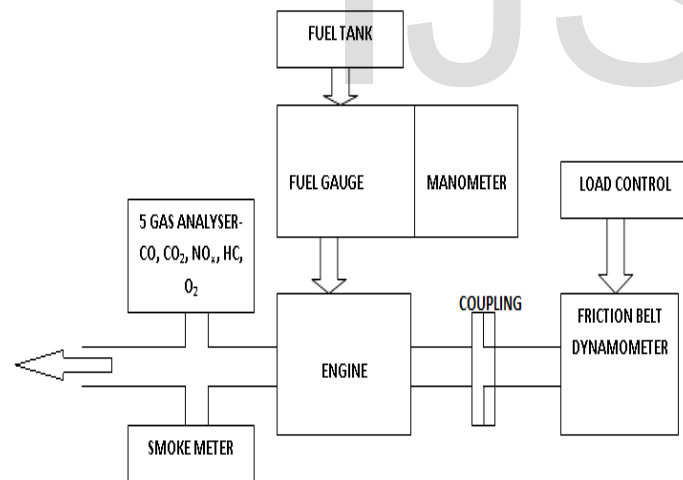 FUEL TANK
FUEL GAUGE
MANOMETER
LOAD CONTROL
5 GAS ANALYSER-
CO, CO₂, NOₓ, HC,
O₂
COUPLING
FRICTION BELT
DYNAMOMETER
ENGINE
SMOKE METER